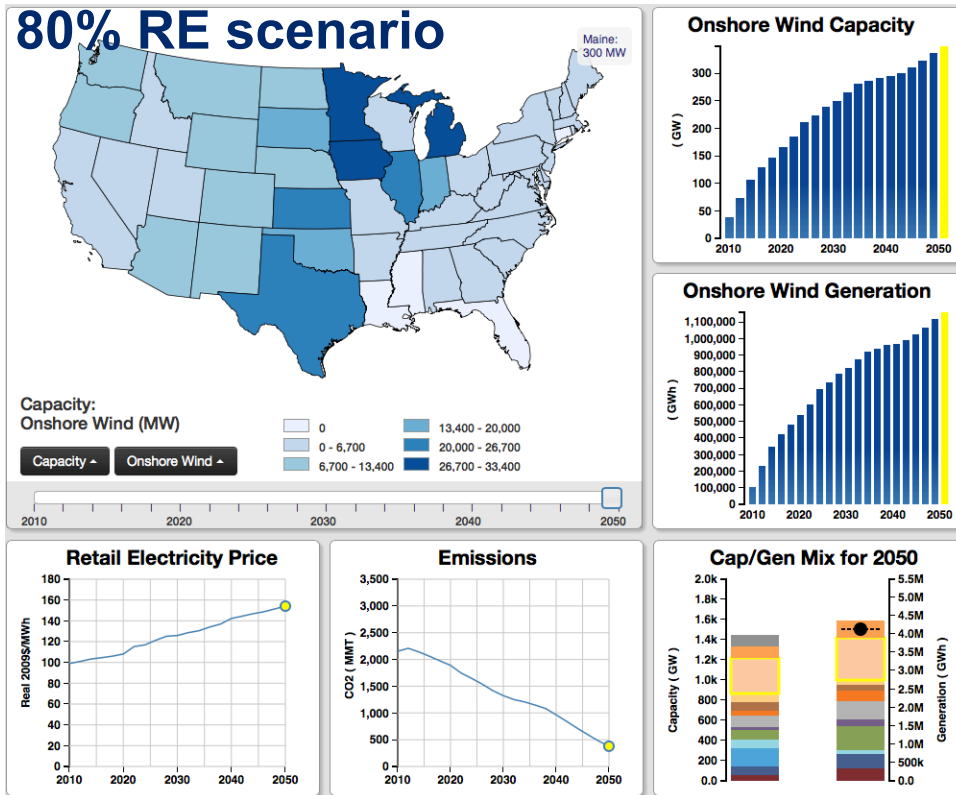 80% RE scenario
Maine:
300 MW
Capacity:
Onshore Wind (MW)
Capacity
Onshore Wind
0
0 - 6,700
6,700 - 13,400
13,400 - 20,000
20,000 - 26,700
26,700 - 33,400
2010 2020 2030 2040 2050
Onshore Wind Capacity
( GW )
300
250
200
150
100
50
0
2010 2020 2030 2040 2050
Onshore Wind Generation
( GWh )
1,100,000
1,000,000
900,000
800,000
700,000
600,000
500,000
400,000
300,000
200,000
100,000
0
2010 2020 2030 2040 2050
Retail Electricity Price
Real 2009$/MWh
180
160
140
120
100
80
60
40
20
0
2010 2020 2030 2040 2050
Emissions
CO2 ( MMT )
3,500
3,000
2,500
2,000
1,500
1,000
500
0
2010 2020 2030 2040 2050
Cap/Gen Mix for 2050
Capacity ( GW )
2.0k
1.8k
1.6k
1.4k
1.2k
1.0k
800
600
400
200
0.0
5.5M
5.0M
4.5M
4.0M
3.5M
3.0M
2.5M
2.0M
1.5M
1.0M
500k
0.0
Generation ( GWh )